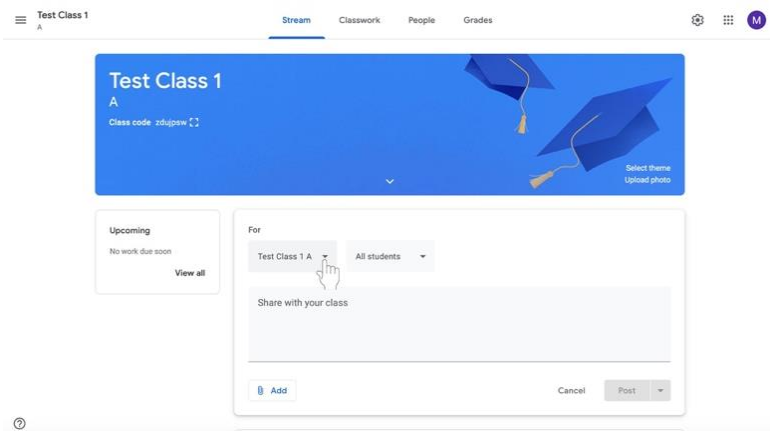 Test Class 1
A
Stream Classwork People Grades
M
Test Class 1
A
Class code zdujpsw
Select theme
Upload photo
Upcoming
No work due soon
View all
For
Test Class 1 A All students
Share with your class
Add Cancel Post